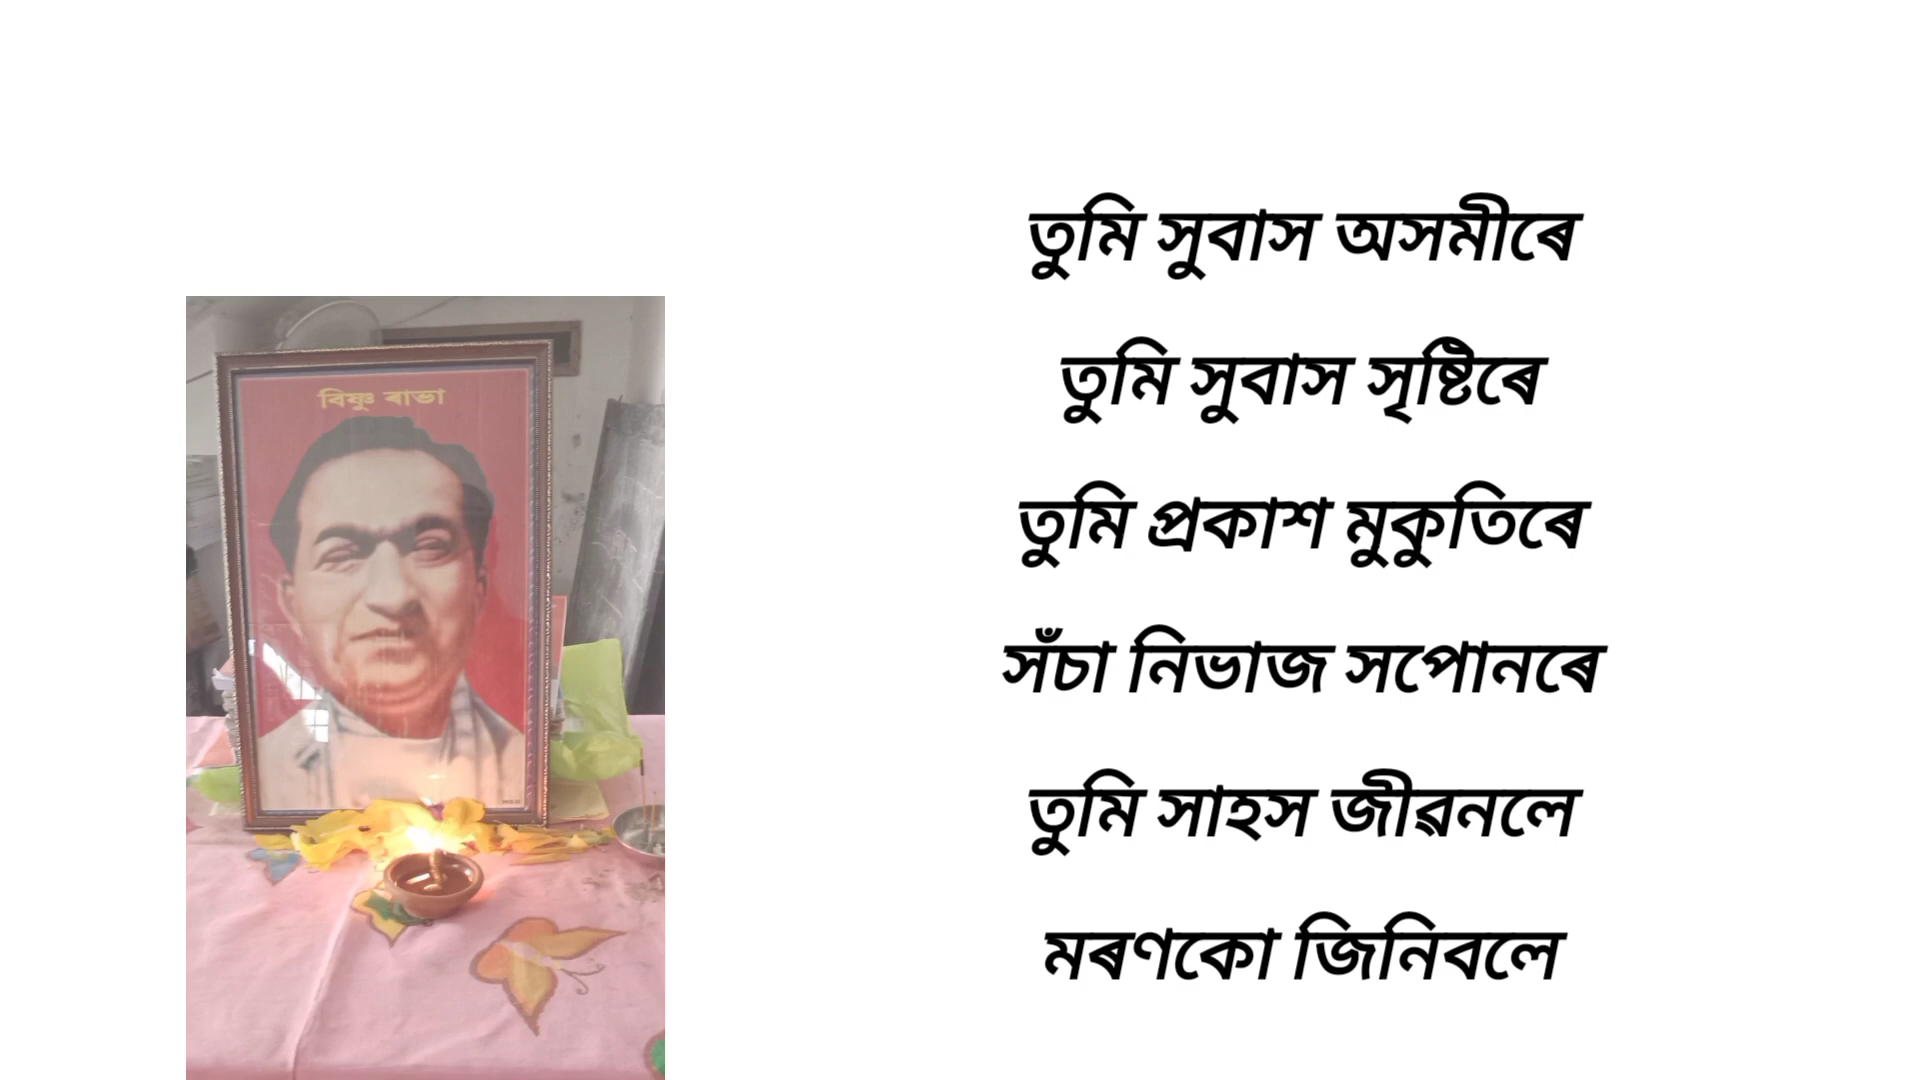 বিষ্ণু ৰাভা
তুমি সুবাস অসমীৰে
তুমি সুবাস সৃষ্টিৰে
তুমি প্ৰকাশ মুকুতিৰে
সঁচা নিভাজ সপোনৰে
তুমি সাহস জীৱনলে
মৰণকো জিনিবলে